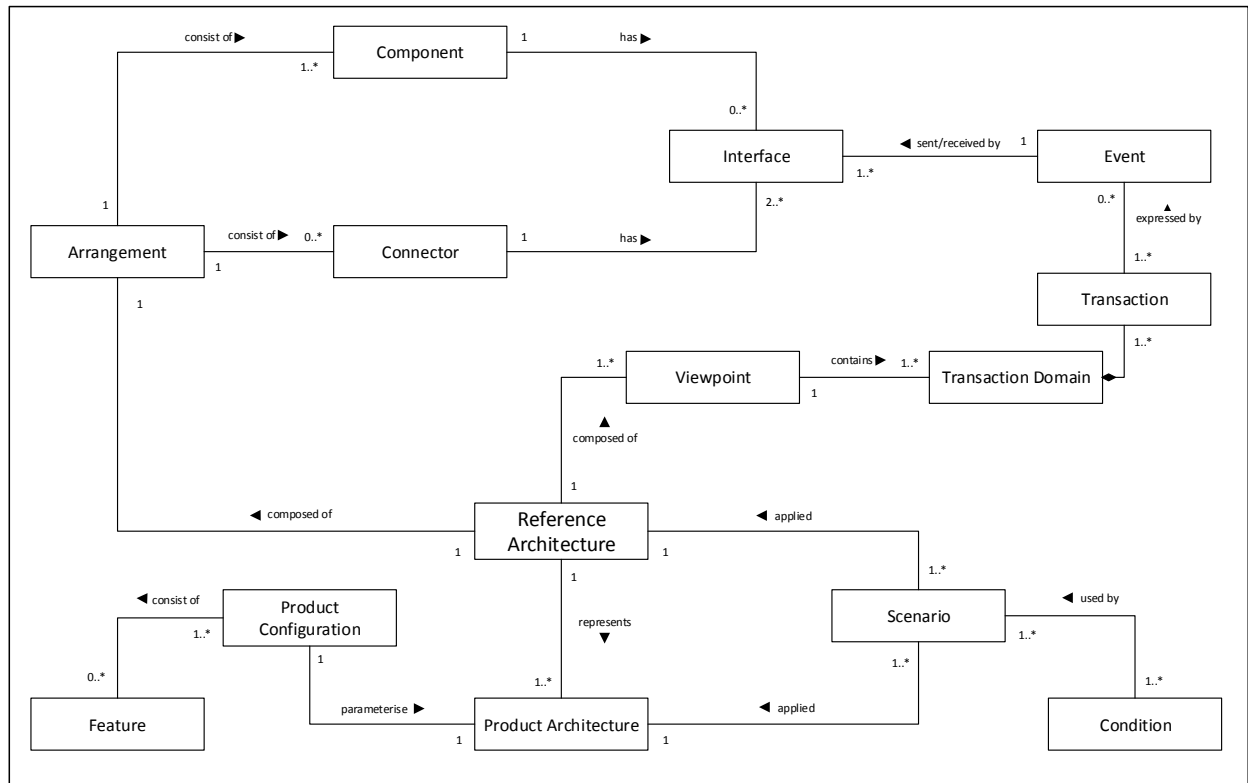 consist of ▶
Component
1
has ▶
1..*
0..*
Interface
◀ sent/received by
1
Event
1..*
2..*
0..*
▲
expressed by
1
Arrangement
consist of ▶
0..*
Connector
1
has ▶
1
1
1..*
Transaction
1..*
1..*
Viewpoint
contains ▶
1..*
Transaction Domain
1
▲
composed of
1
◀ composed of
Reference
Architecture
◀ applied
1
1
1
1..*
◀ consist of
Product
Configuration
1..*
1
represents
▼
Scenario
◀ used by
1..*
1..*
0..*
1..*
1..*
Feature
parameterise ▶
Product Architecture
◀ applied
Condition
1
1